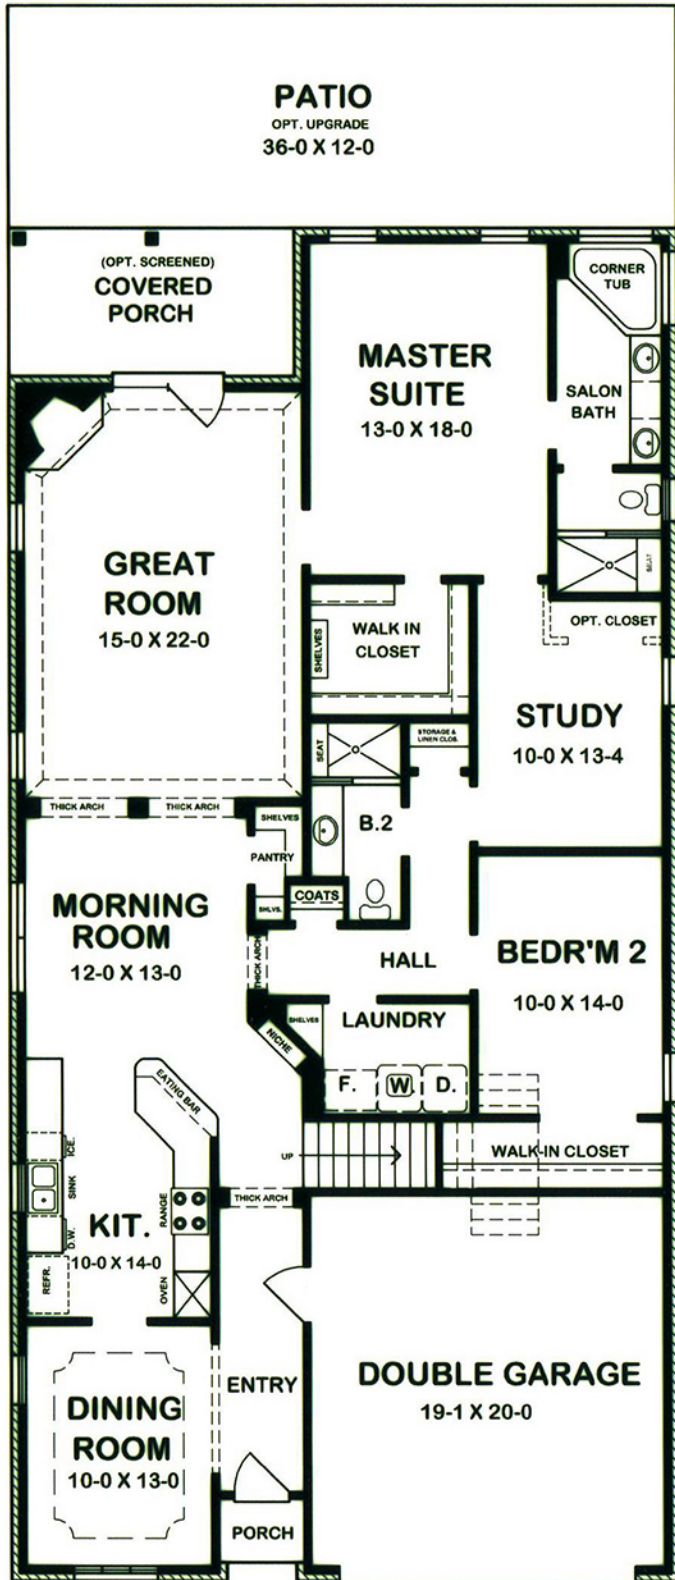 PATIO
OPT. UPGRADE
36-0 X 12-0
(OPT. SCREENED)
COVERED
PORCH
MASTER
SUITE
13-0 X 18-0
CORNER
TUB
SALON
BATH
SEAT
GREAT
ROOM
15-0 X 22-0
WALK IN
CLOSET
SHELVES
OPT. CLOSET
STUDY
10-0 X 13-4
STORAGE &
LINEN CLOS.
SEAT
B.2
THICK ARCH
THICK ARCH
SHELVES
PANTRY
SHLVS.
COATS
MORNING
ROOM
12-0 X 13-0
THICK ARCH
HALL
BEDR'M 2
10-0 X 14-0
SHELVES
LAUNDRY
NICHE
F.
W.
D.
EATING BAR
UP
WALK-IN CLOSET
ICE.
SINK
D.W.
REFR.
KIT.
10-0 X 14-0
RANGE
OVEN
THICK ARCH
ENTRY
DINING
ROOM
10-0 X 13-0
DOUBLE GARAGE
19-1 X 20-0
PORCH